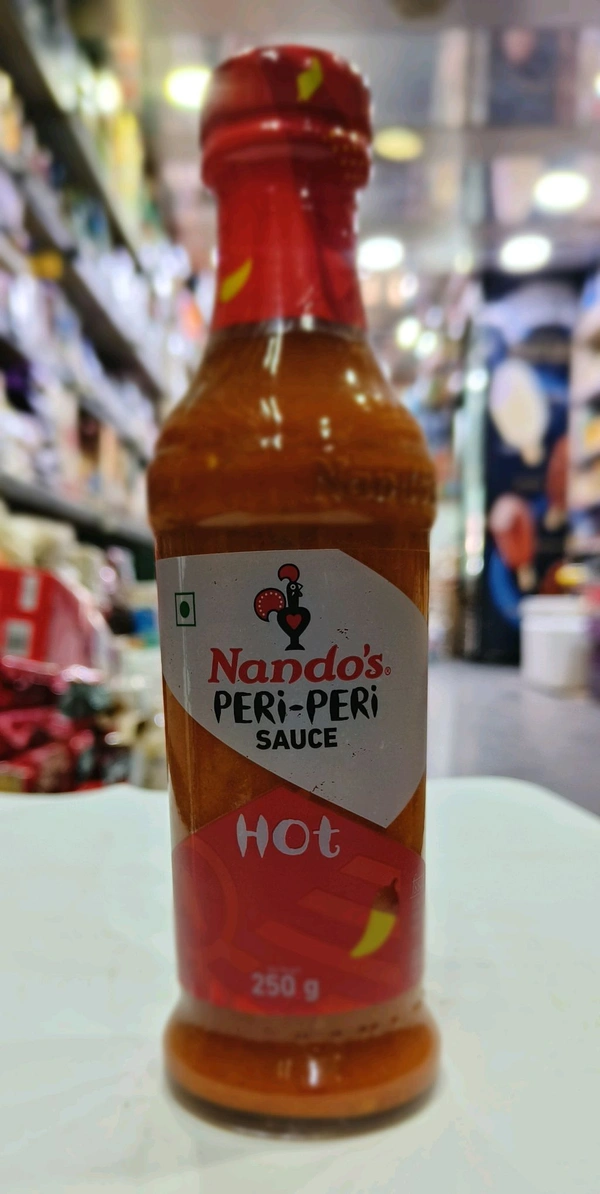 Nando's®
PERi-PERi
SAUCE
HOt
250 g